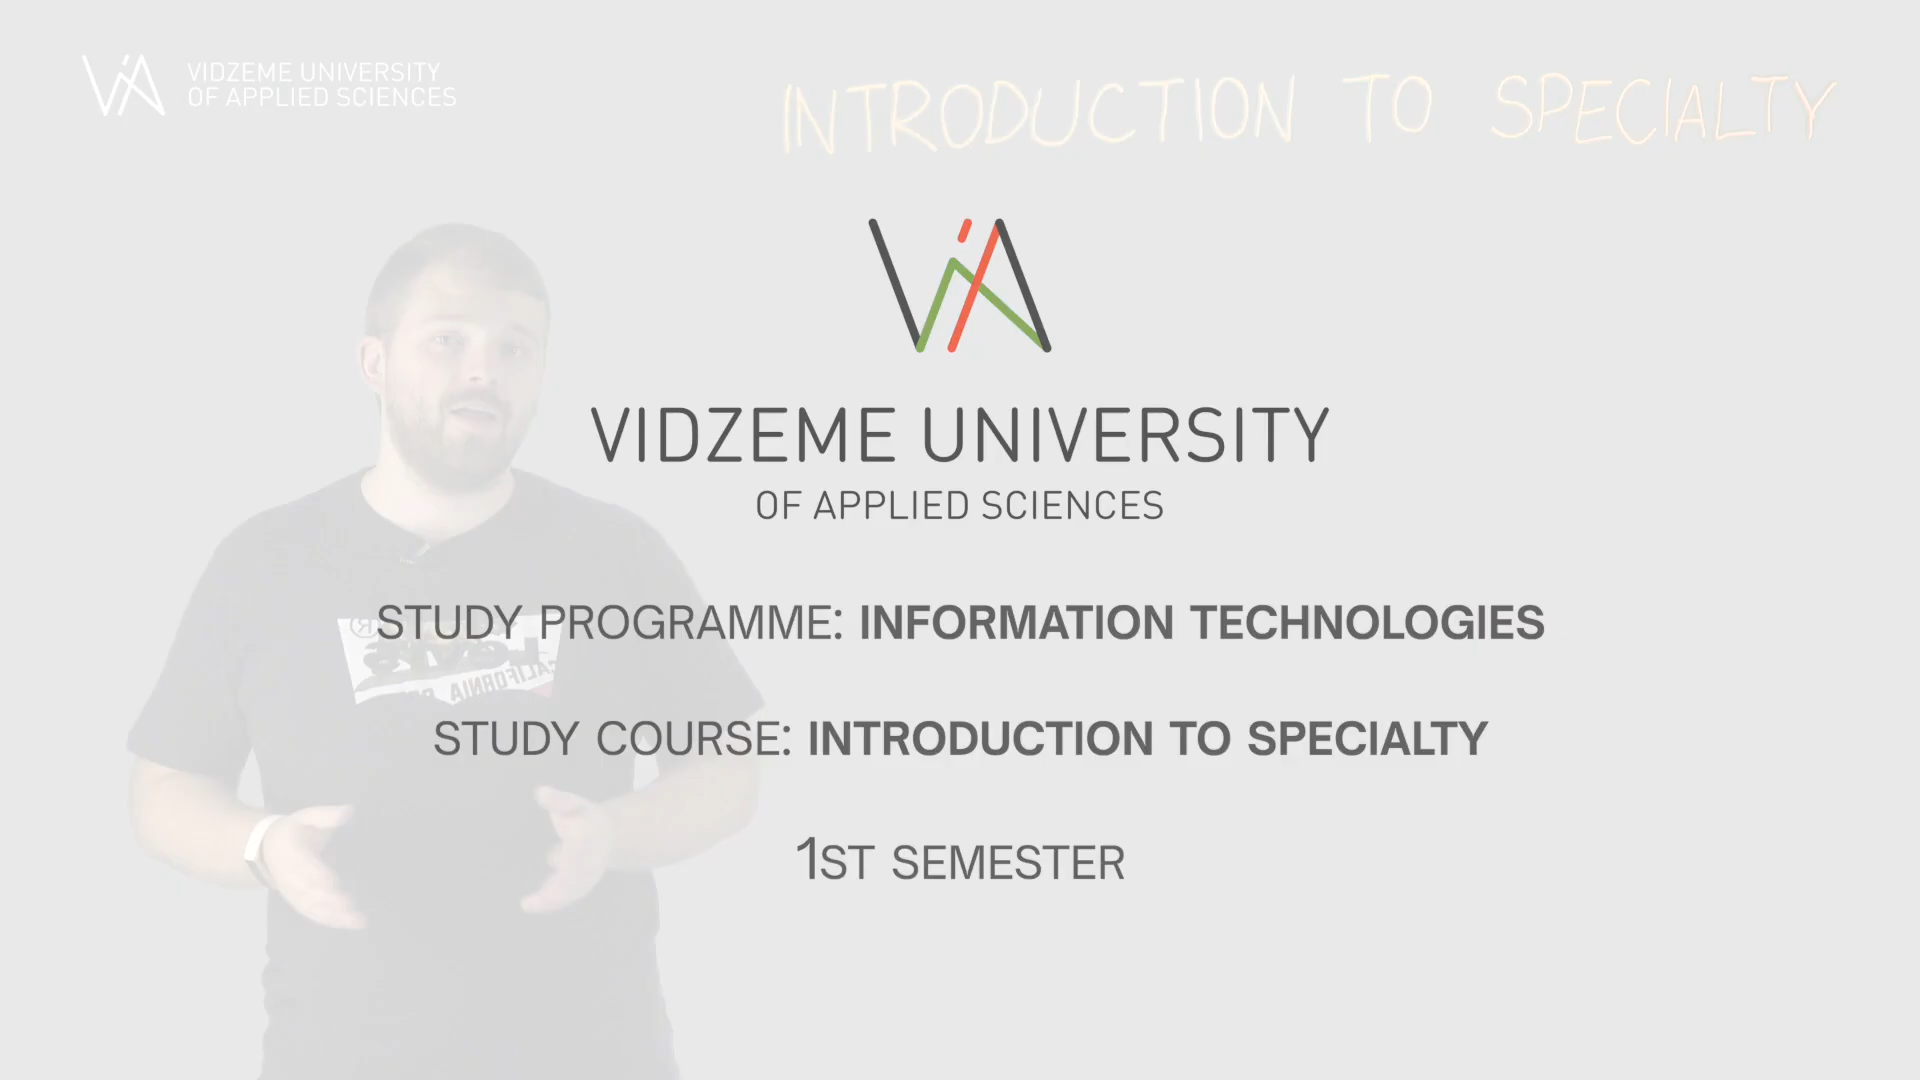 VIDZEME UNIVERSITY
OF APPLIED SCIENCES
INTRODUCTION TO SPECIALTY
VIA
VIDZEME UNIVERSITY
OF APPLIED SCIENCES
STUDY PROGRAMME: INFORMATION TECHNOLOGIES
STUDY COURSE: INTRODUCTION TO SPECIALTY
1ST SEMESTER